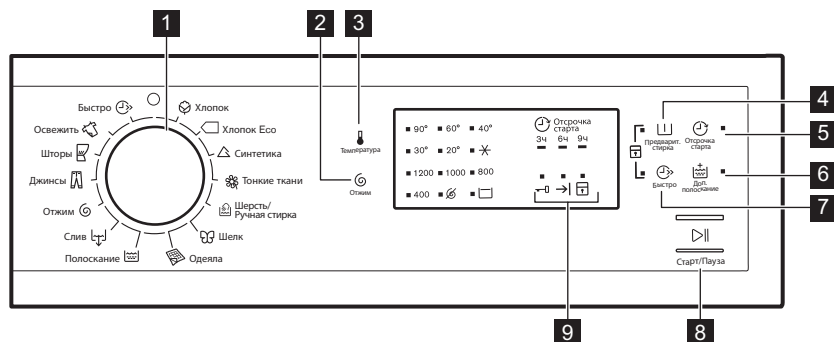 1
2
3
4
5
6
7
8
9
Быстро
Освежить
Шторы
Джинсы
Отжим
Слив
Полоскание
Хлопок
Хлопок Eco
Синтетика
Тонкие ткани
Шерсть/
Ручная стирка
Шелк
Одеяла
Температура
Отжим
90° 60° 40°
30° 20°
1200 1000 800
400
Отсрочка
старта
3ч 6ч 9ч
Предварит.
стирка
Отсрочка
старта
Быстро
Доп.
полоскание
Старт/Пауза